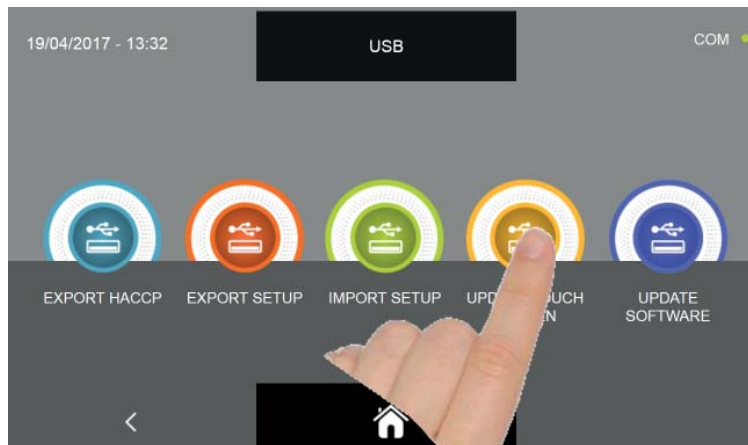 19/04/2017 - 13:32
USB
COM
EXPORT HACCP
EXPORT SETUP
IMPORT SETUP
UPDATE
SOFTWARE